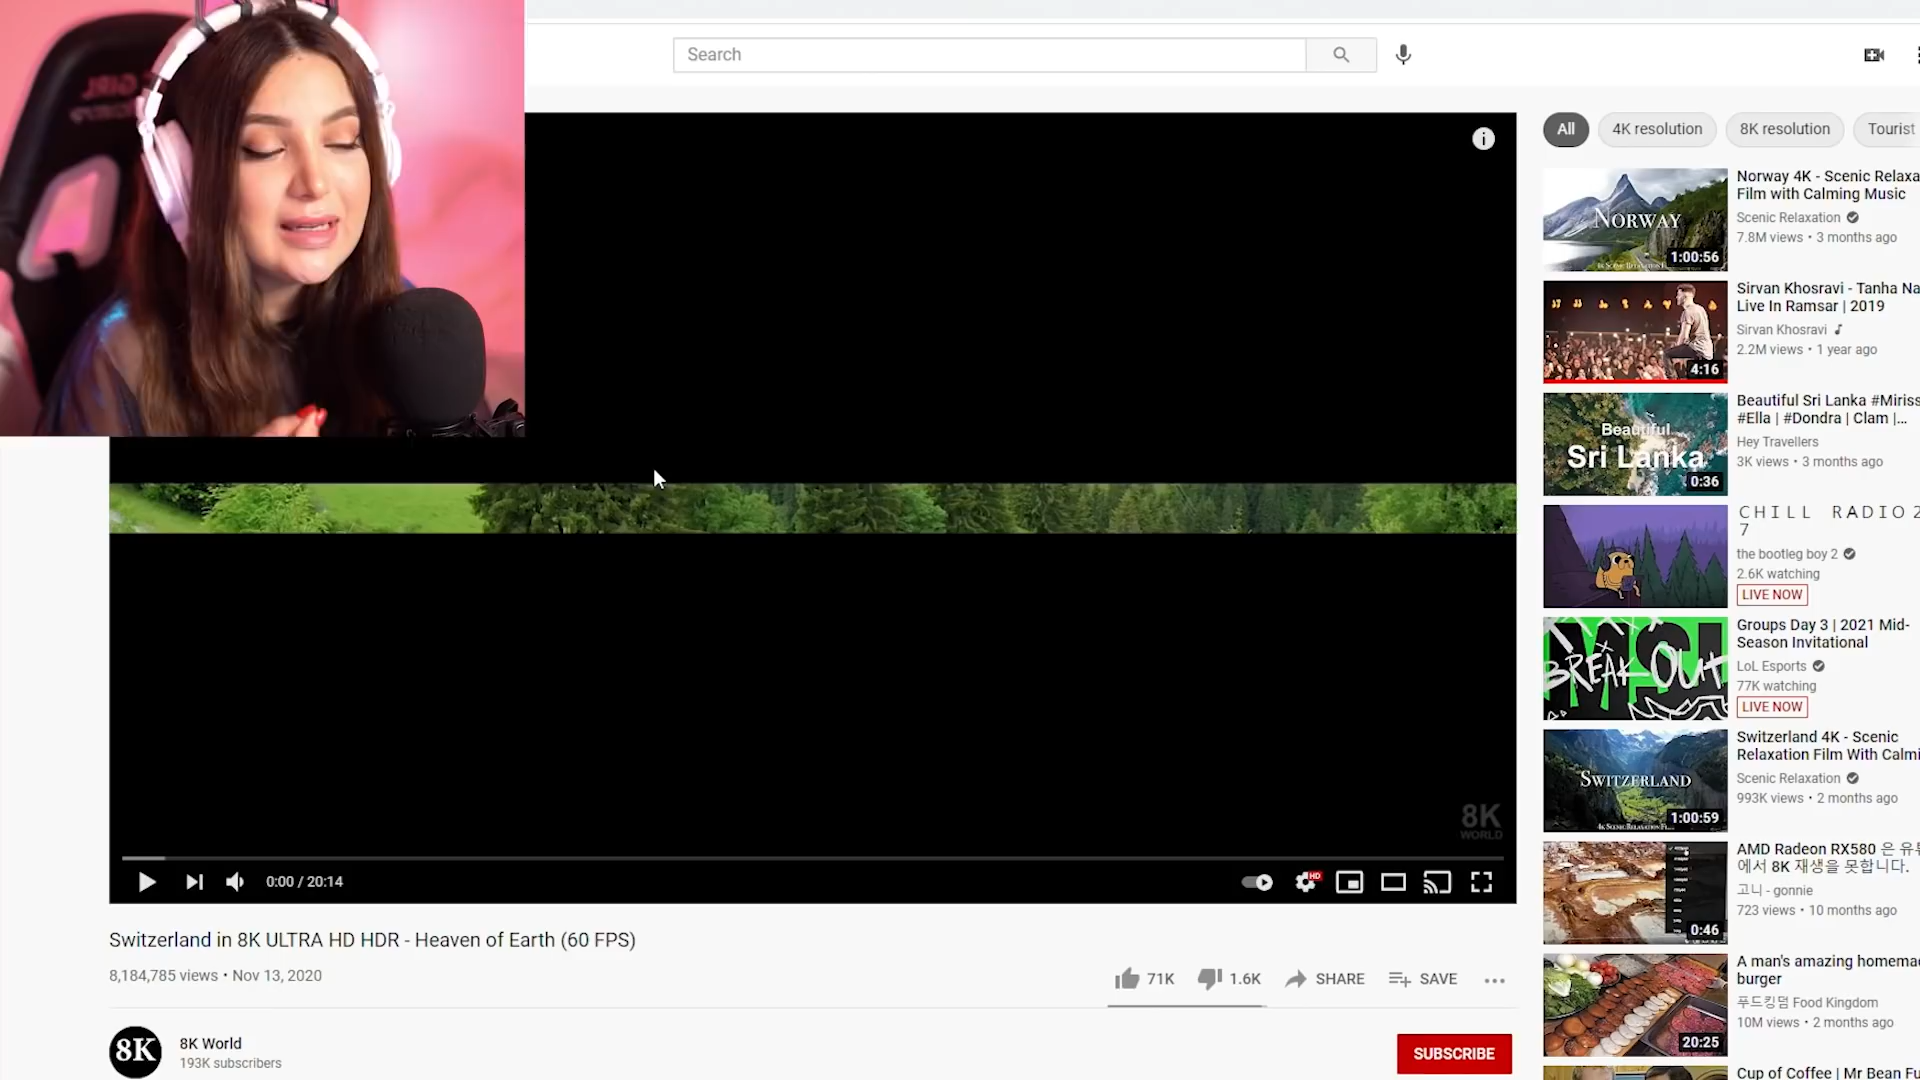 Search
All
4K resolution
8K resolution
Tourist
NORWAY
1:00:56
Norway 4K - Scenic Relaxa
Film with Calming Music
Scenic Relaxation
7.8M views • 3 months ago
4:16
Sirvan Khosravi - Tanha Na
Live In Ramsar | 2019
Sirvan Khosravi
2.2M views • 1 year ago
Beautiful
Sri Lanka
0:36
Beautiful Sri Lanka #Miriss
#Ella | #Dondra | Clam |...
Hey Travellers
3K views • 3 months ago
CHILL RADIO 2
7
the bootleg boy 2
2.6K watching
LIVE NOW
MSI
BREAK OUT
Groups Day 3 | 2021 Mid-
Season Invitational
LoL Esports
77K watching
LIVE NOW
SWITZERLAND
1:00:59
Switzerland 4K - Scenic
Relaxation Film With Calmi
Scenic Relaxation
993K views • 2 months ago
0:46
AMD Radeon RX580 은 유
에서 8K 재생을 못합니다.
고니 - gonnie
723 views • 10 months ago
20:25
A man's amazing homema
burger
푸드킹덤 Food Kingdom
10M views • 2 months ago
Cup of Coffee | Mr Bean Fu
8K
WORLD
0:00 / 20:14
HD
Switzerland in 8K ULTRA HD HDR - Heaven of Earth (60 FPS)
8,184,785 views • Nov 13, 2020
71K
1.6K
SHARE
SAVE
8K
8K World
193K subscribers
SUBSCRIBE